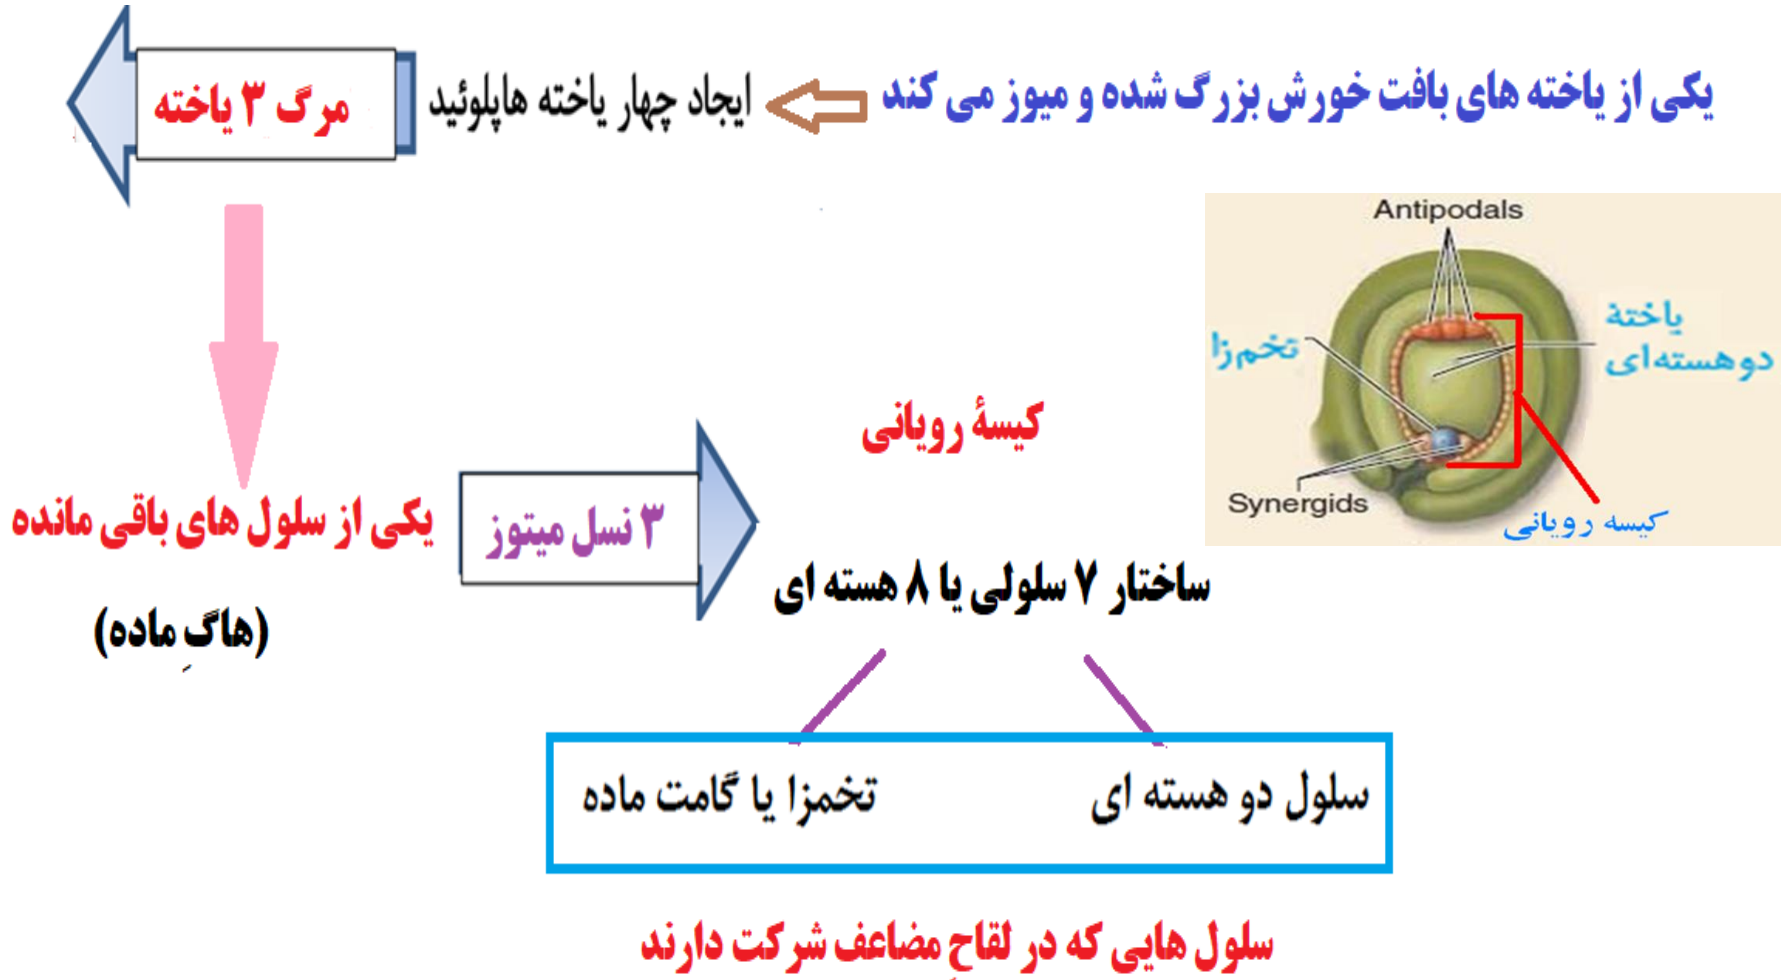 یکی از یاخته های بافت خورش بزرگ شده و میوز می کند
ایجاد چهار یاخته هاپلوئید
مرگ ۳ یاخته
Antipodals
یاختهٔ
دو هسته‌ای
تخم‌زا
Synergids
کیسه رویانی
کیسهٔ رویانی
یکی از سلول های باقی مانده
(هاگِ ماده)
۳ نسل میتوز
ساختار ۷ سلولی یا ۸ هسته ای
سلول دو هسته ای
تخمزا یا گامت ماده
سلول هایی که در لقاحِ مضاعف شرکت دارند